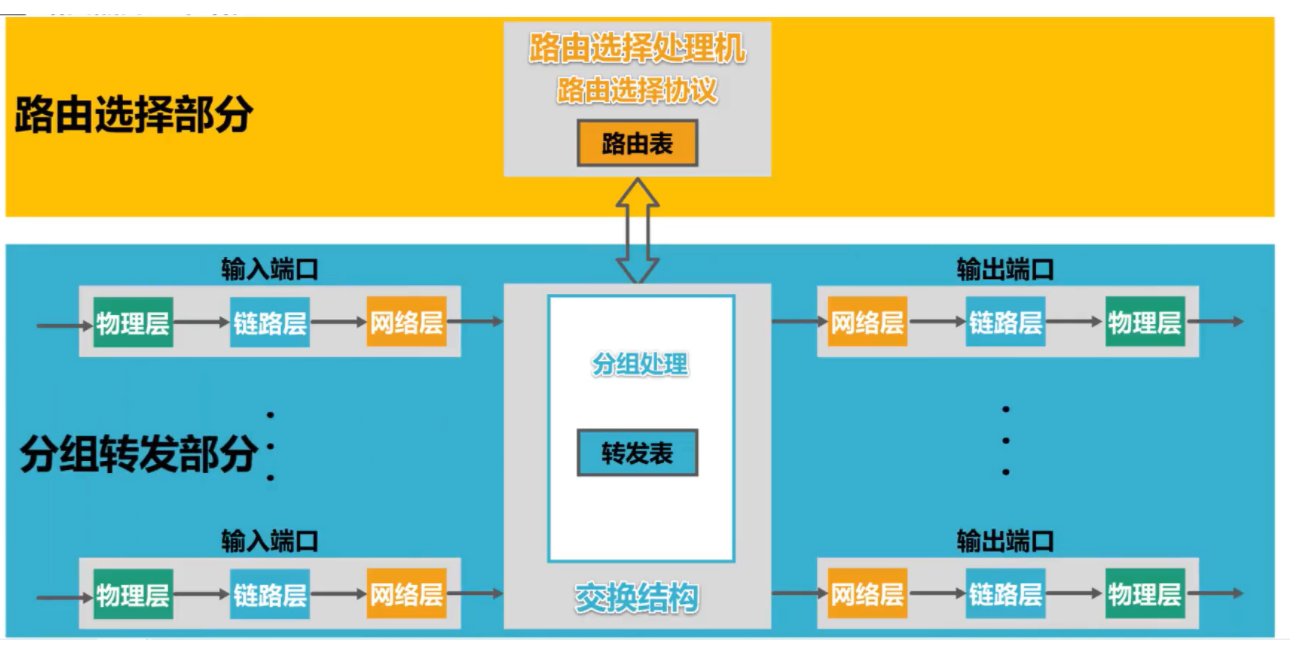 路由选择处理机
路由选择协议
路由选择部分
路由表
输入端口
输出端口
物理层
链路层
网络层
网络层
链路层
物理层
分组处理
分组转发部分
转发表
输入端口
输出端口
物理层
链路层
网络层
交换结构
网络层
链路层
物理层